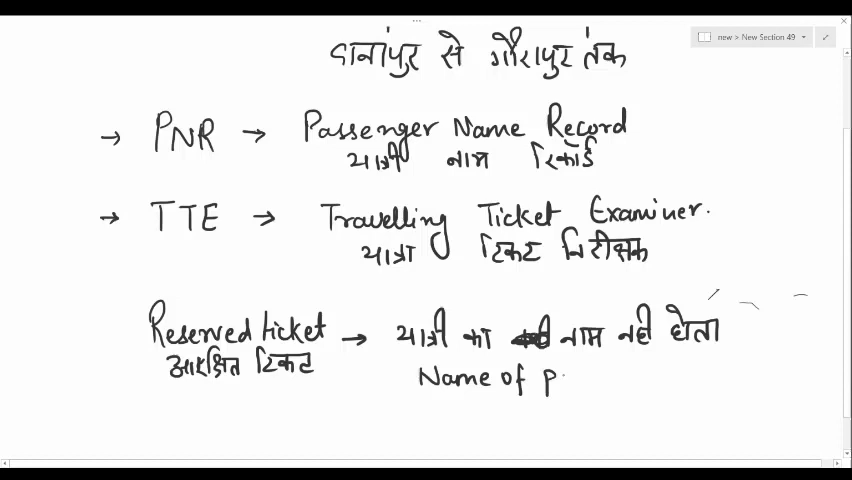 new > New Section 49
दानापुर से गौरापुर तक
→ PNR → Passenger Name Record
यात्री नाम रिकॉर्ड
→ TTE → Travelling Ticket Examiner.
यात्रा टिकट निरीक्षक
Reserved ticket → यात्री का नाम नही होता
आरक्षित टिकट
Name of p